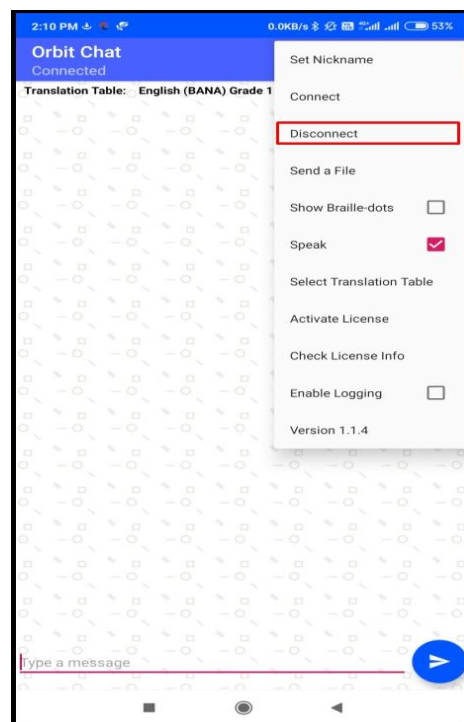 2:10 PM 0.0KB/s 53%
Orbit Chat
Connected
Translation Table: English (BANA) Grade 1
Set Nickname
Connect
Disconnect
Send a File
Show Braille-dots
Speak
Select Translation Table
Activate License
Check License Info
Enable Logging
Version 1.1.4
Type a message